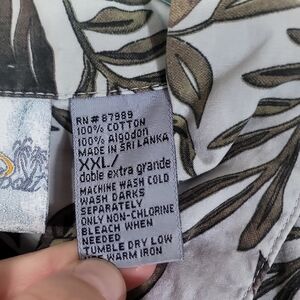 RN # 87989
100% COTTON
100% Algodon
MADE IN SRI LANKA
XXL/
doble extra grande
MACHINE WASH COLD
WASH DARKS
SEPARATELY
ONLY NON-CHLORINE
BLEACH WHEN
NEEDED
TUMBLE DRY LOW
WARM IRON